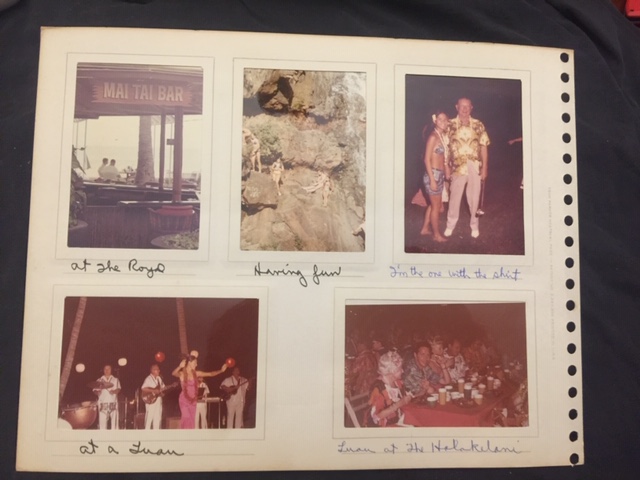 MAI TAI BAR
at The Royal
Having fun
I'm the one with the shirt.
at a Luau
Luau at The Halekulani